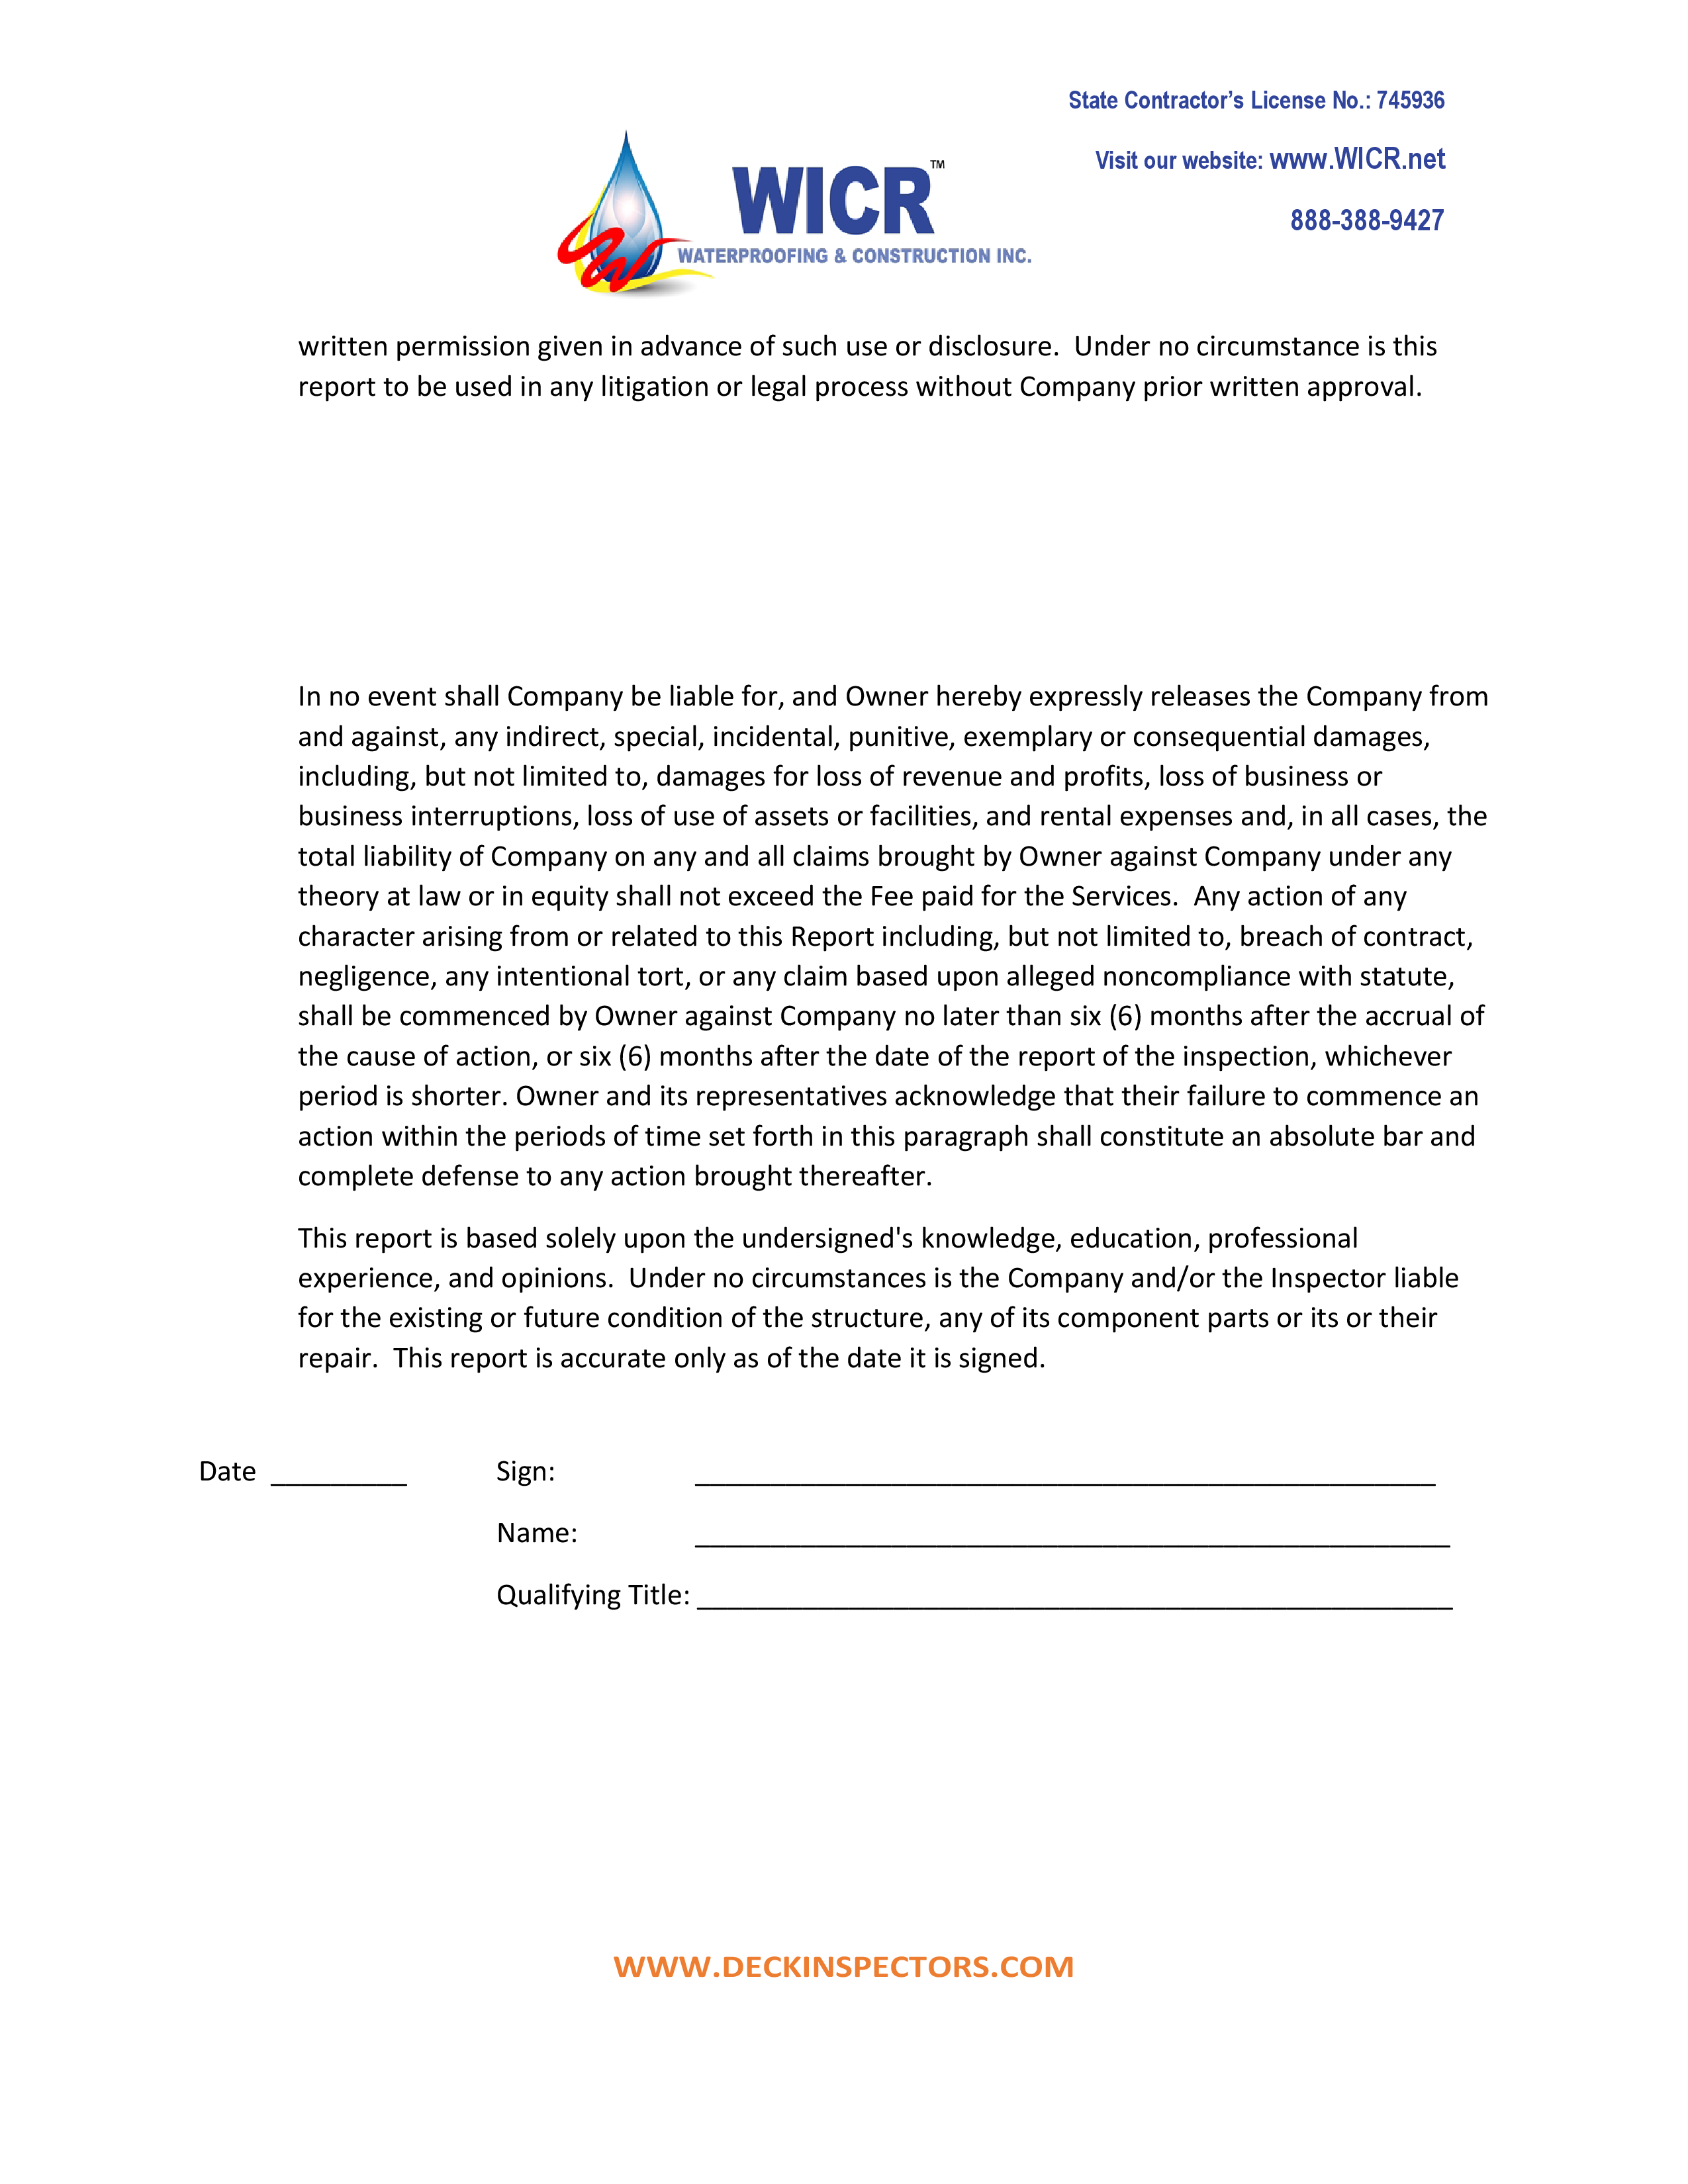 State Contractor’s License No.: 745936
Visit our website: www.WICR.net
888-388-9427
WICR™
WATERPROOFING & CONSTRUCTION INC.
written permission given in advance of such use or disclosure.  Under no circumstance is this
report to be used in any litigation or legal process without Company prior written approval.
In no event shall Company be liable for, and Owner hereby expressly releases the Company from
and against, any indirect, special, incidental, punitive, exemplary or consequential damages,
including, but not limited to, damages for loss of revenue and profits, loss of business or
business interruptions, loss of use of assets or facilities, and rental expenses and, in all cases, the
total liability of Company on any and all claims brought by Owner against Company under any
theory at law or in equity shall not exceed the Fee paid for the Services.  Any action of any
character arising from or related to this Report including, but not limited to, breach of contract,
negligence, any intentional tort, or any claim based upon alleged noncompliance with statute,
shall be commenced by Owner against Company no later than six (6) months after the accrual of
the cause of action, or six (6) months after the date of the report of the inspection, whichever
period is shorter. Owner and its representatives acknowledge that their failure to commence an
action within the periods of time set forth in this paragraph shall constitute an absolute bar and
complete defense to any action brought thereafter.
This report is based solely upon the undersigned's knowledge, education, professional
experience, and opinions.  Under no circumstances is the Company and/or the Inspector liable
for the existing or future condition of the structure, any of its component parts or its or their
repair.  This report is accurate only as of the date it is signed.
Date _________ Sign: _________________________________________________
Name: __________________________________________________
Qualifying Title: __________________________________________________
WWW.DECKINSPECTORS.COM